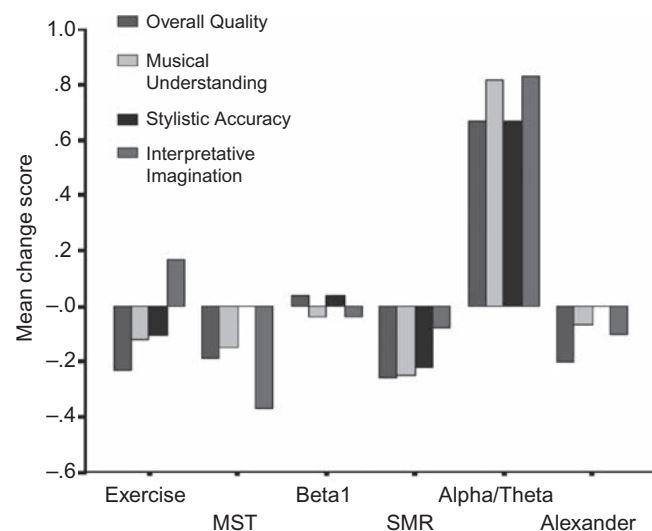 1.0
.8
.6
.4
.2
–.0
–.2
–.4
–.6
Mean change score
Overall Quality
Musical
Understanding
Stylistic Accuracy
Interpretative
Imagination
Exercise
MST
Beta1
SMR
Alpha/Theta
Alexander